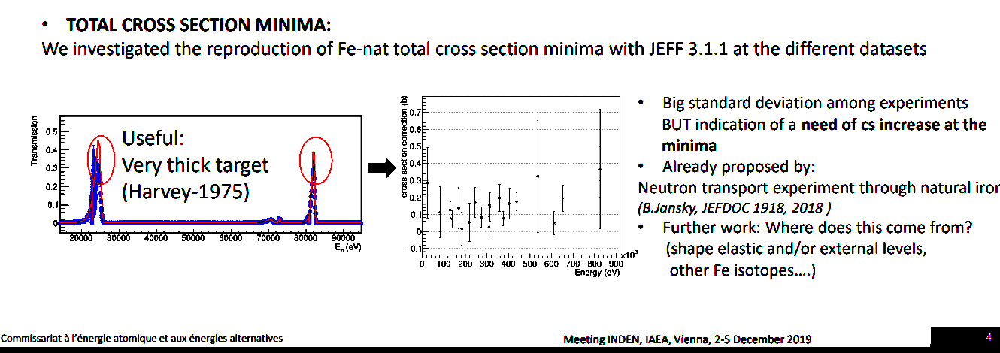 • TOTAL CROSS SECTION MINIMA:
We investigated the reproduction of Fe-nat total cross section minima with JEFF 3.1.1 at the different datasets
Transmission
0.5
0.4
0.3
0.2
0.1
0
20000 30000 40000 50000 60000 70000 80000 90000
En (eV)
Useful:
Very thick target
(Harvey-1975)
cross section correction (b)
0.7
0.6
0.5
0.4
0.3
0.2
0.1
0
−0.1
0 100 200 300 400 500 600 700 800 900
×10³
Energy (eV)
• Big standard deviation among experiments
BUT indication of a need of cs increase at the
minima
• Already proposed by:
Neutron transport experiment through natural iron
(B.Jansky, JEFDOC 1918, 2018 )
• Further work: Where does this come from?
(shape elastic and/or external levels,
other Fe isotopes....)
Commissariat à l'énergie atomique et aux énergies alternatives
Meeting INDEN, IAEA, Vienna, 2-5 December 2019
4